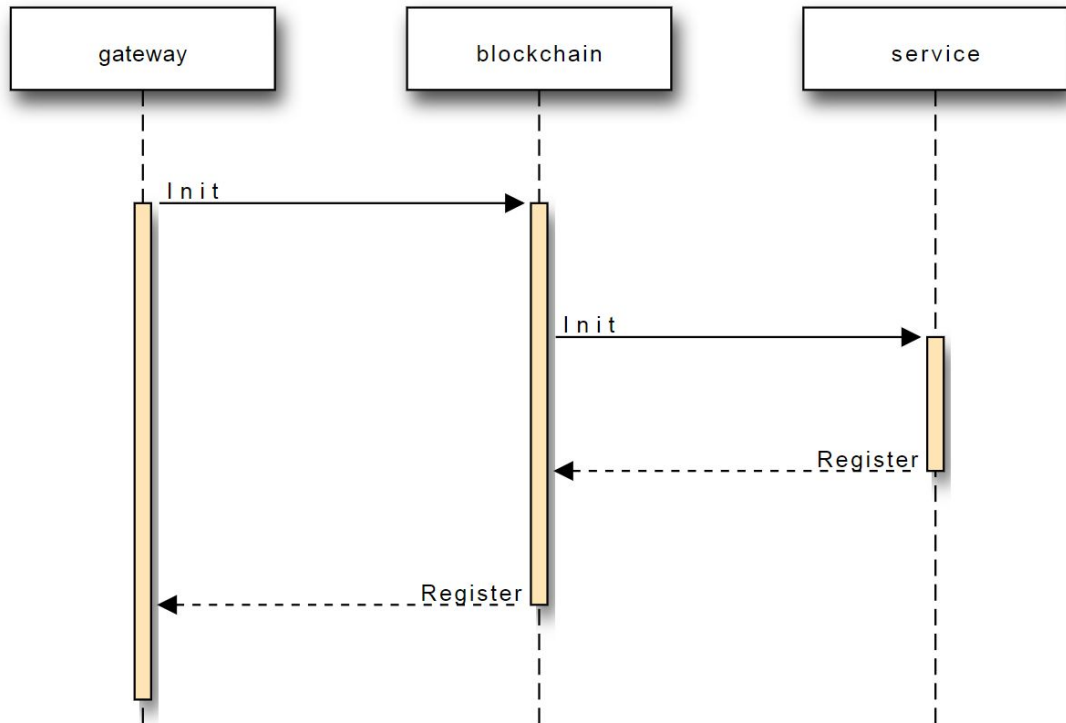 gateway
blockchain
service
Init
Init
Register
Register